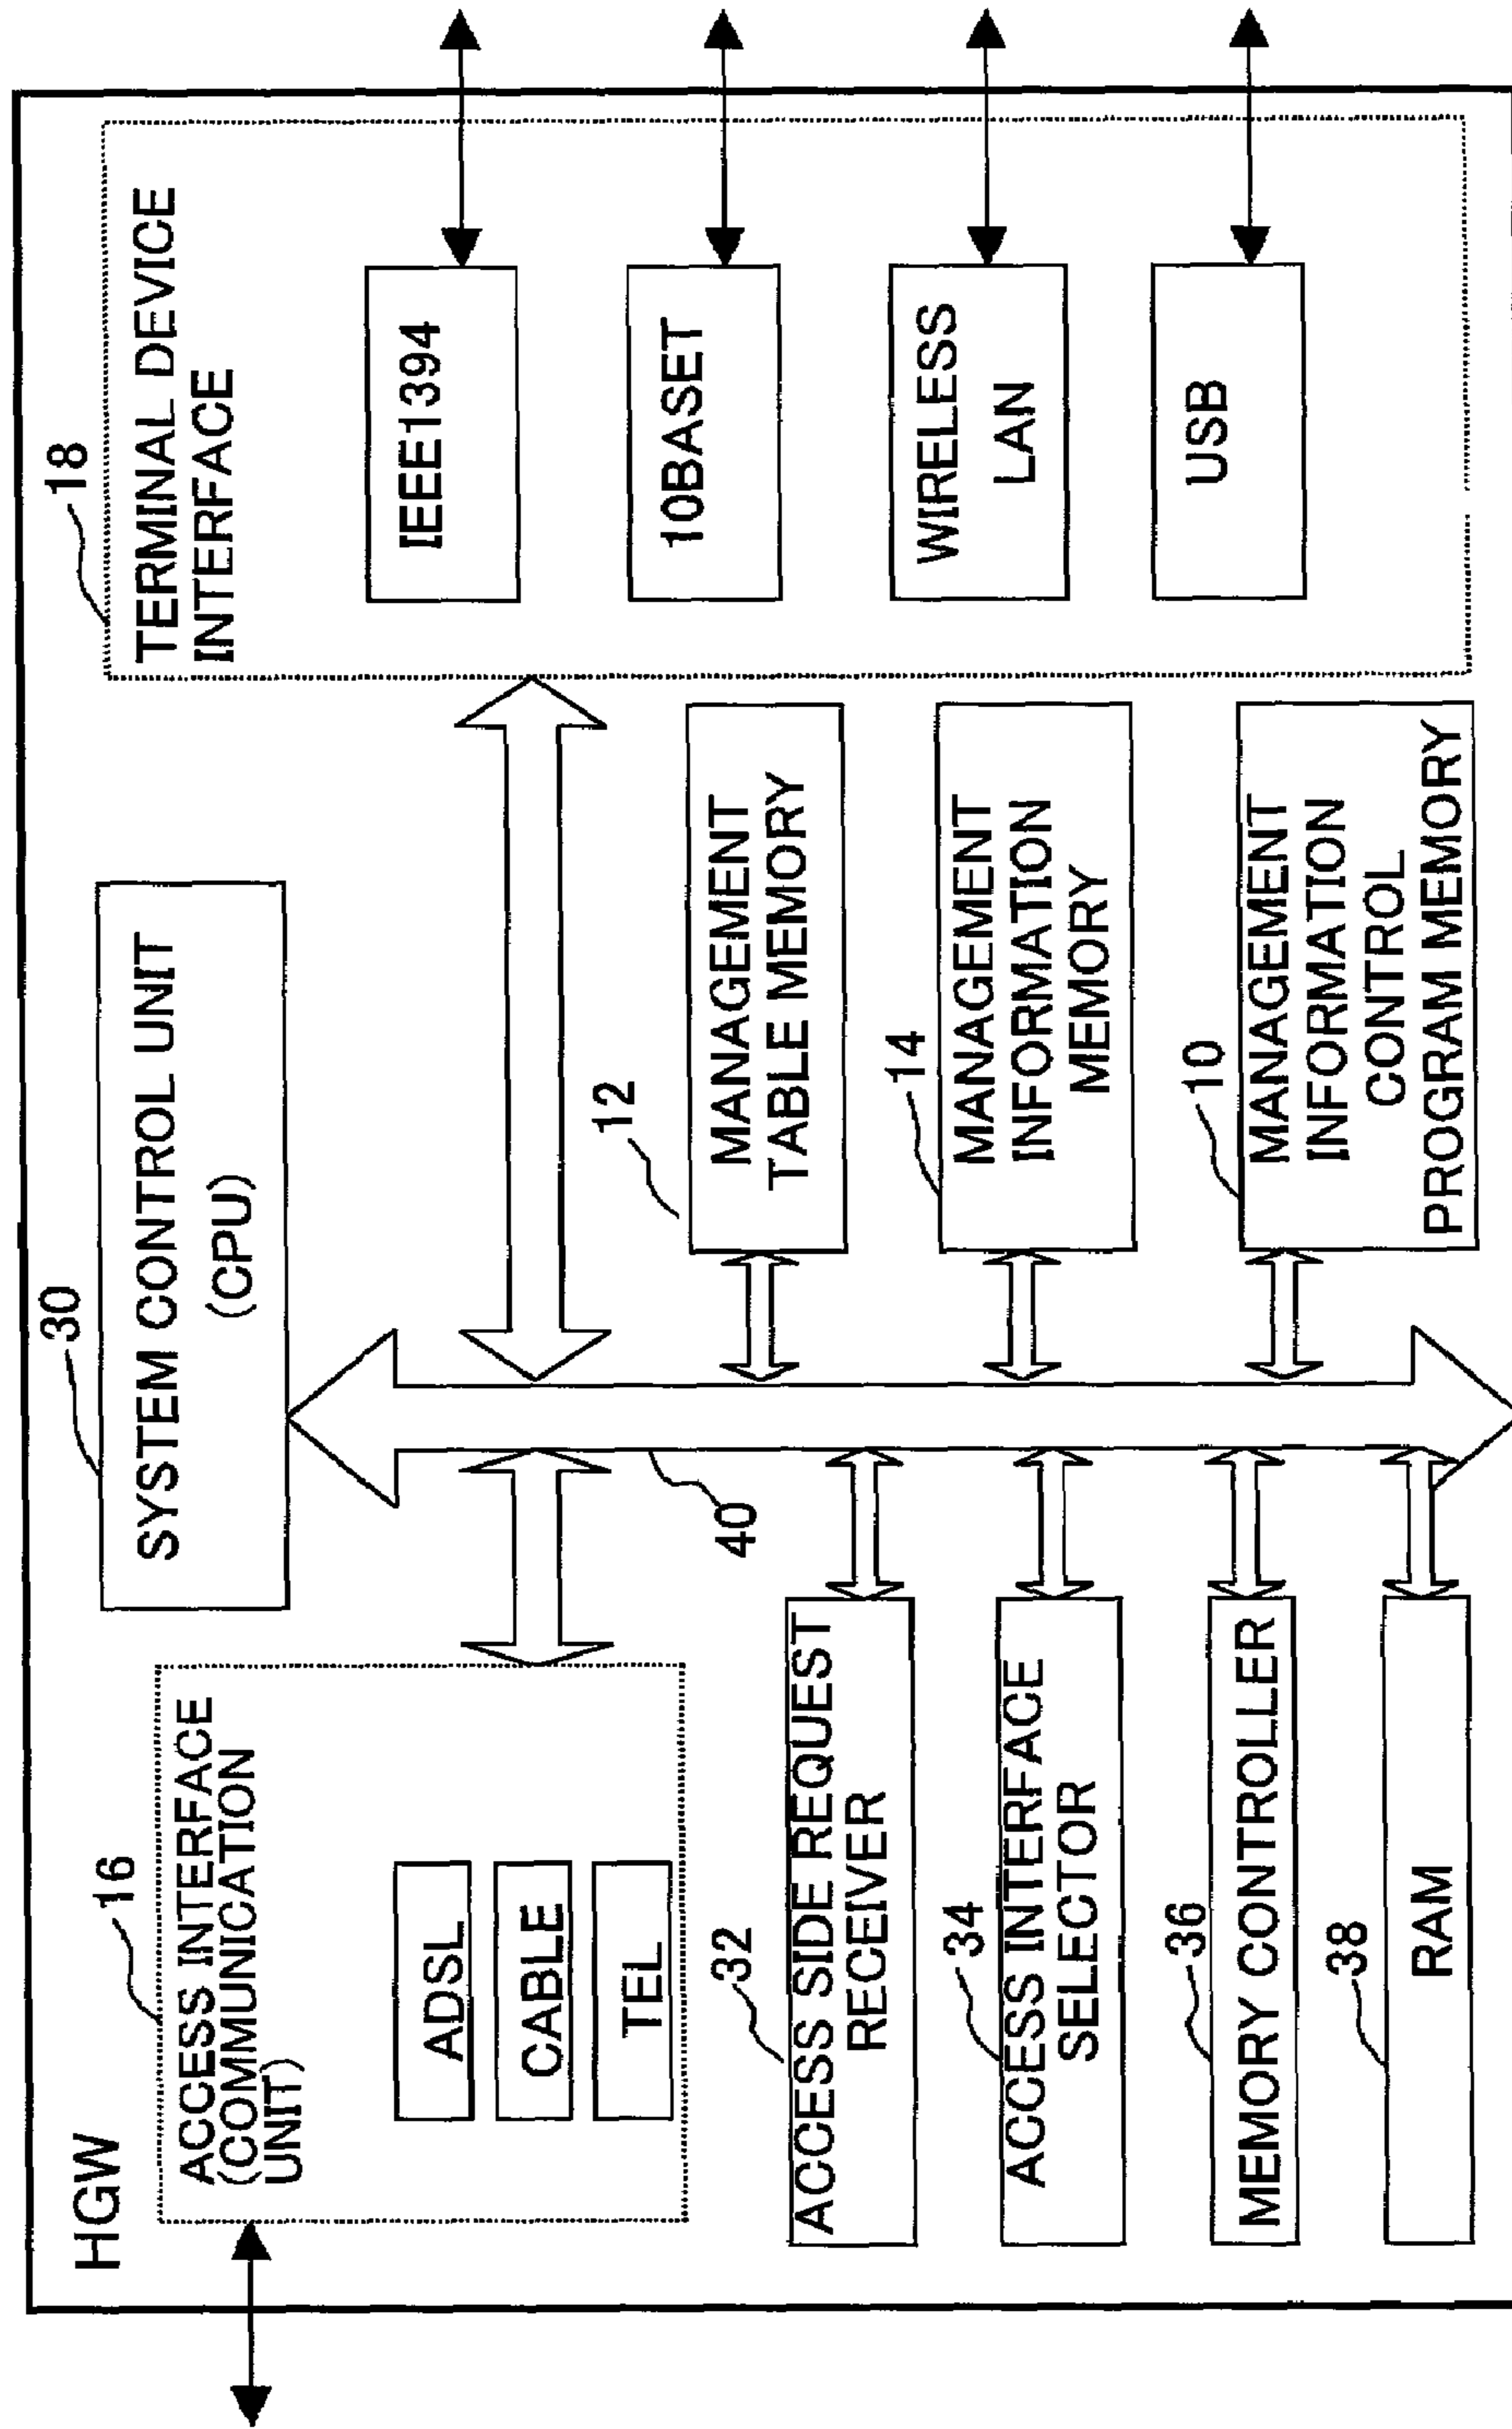 HGW
16
ACCESS INTERFACE
(COMMUNICATION
UNIT)
ADSL
CABLE
TEL
30
SYSTEM CONTROL UNIT
(CPU)
18
TERMINAL DEVICE
INTERFACE
IEEE1394
10BASET
WIRELESS
LAN
USB
40
32
ACCESS SIDE REQUEST
RECEIVER
34
ACCESS INTERFACE
SELECTOR
36
MEMORY CONTROLLER
38
RAM
12
MANAGEMENT
TABLE MEMORY
14
MANAGEMENT
INFORMATION
MEMORY
10
MANAGEMENT
INFORMATION
CONTROL
PROGRAM MEMORY